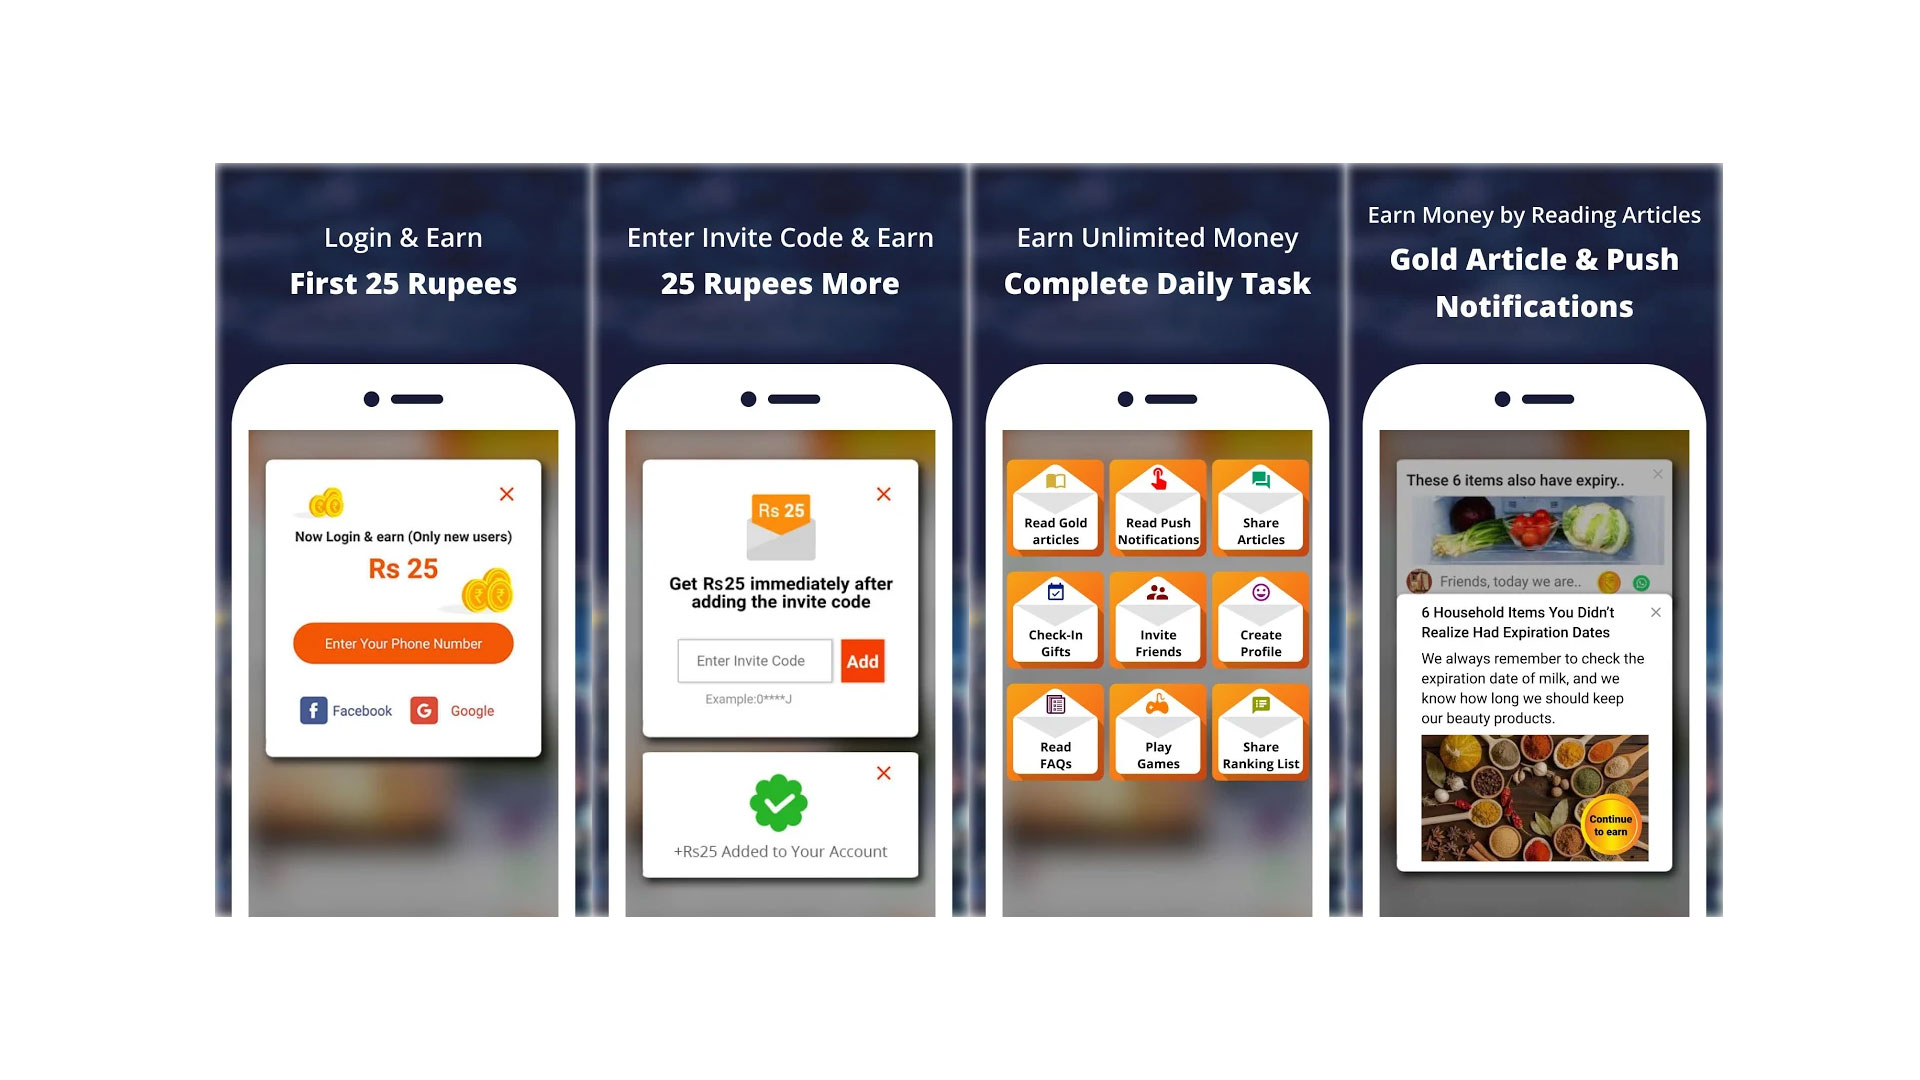 Login & Earn
First 25 Rupees
Now Login & earn (Only new users)
Rs 25
Enter Your Phone Number
Facebook
Google
Enter Invite Code & Earn
25 Rupees More
Rs 25
Get Rs25 immediately after
adding the invite code
Enter Invite Code
Add
Example:0****J
+Rs25 Added to Your Account
Earn Unlimited Money
Complete Daily Task
Read Gold
articles
Read Push
Notifications
Share
Articles
Check-In
Gifts
Invite
Friends
Create
Profile
Read
FAQs
Play
Games
Share
Ranking List
Earn Money by Reading Articles
Gold Article & Push
Notifications
These 6 items also have expiry..
Friends, today we are..
6 Household Items You Didn't
Realize Had Expiration Dates
We always remember to check the
expiration date of milk, and we
know how long we should keep
our beauty products.
Continue
to earn